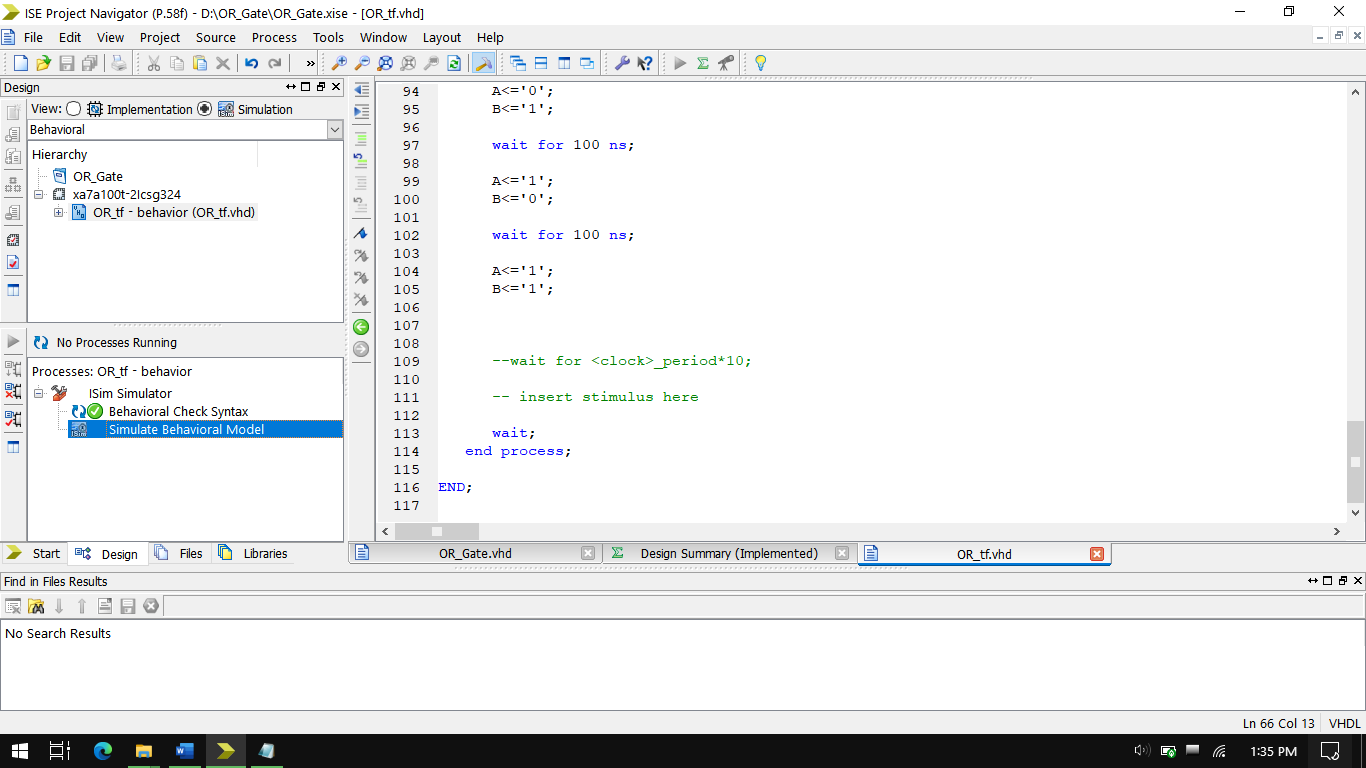 ISE Project Navigator (P.58f) - D:\OR_Gate\OR_Gate.xise - [OR_tf.vhd]
File Edit View Project Source Process Tools Window Layout Help
»
Design
View: Implementation Simulation
Behavioral
Hierarchy
OR_Gate
xa7a100t-2Icsg324
OR_tf - behavior (OR_tf.vhd)
No Processes Running
Processes: OR_tf - behavior
ISim Simulator
Behavioral Check Syntax
Simulate Behavioral Model
Start Design Files Libraries
94 A<='0';
95 B<='1';
96
97 wait for 100 ns;
98
99 A<='1';
100 B<='0';
101
102 wait for 100 ns;
103
104 A<='1';
105 B<='1';
106
107
108
109 --wait for <clock>_period*10;
110
111 -- insert stimulus here
112
113 wait;
114 end process;
115
116 END;
117
OR_Gate.vhd Design Summary (Implemented) OR_tf.vhd
Find in Files Results
No Search Results
Ln 66 Col 13 VHDL
1:35 PM